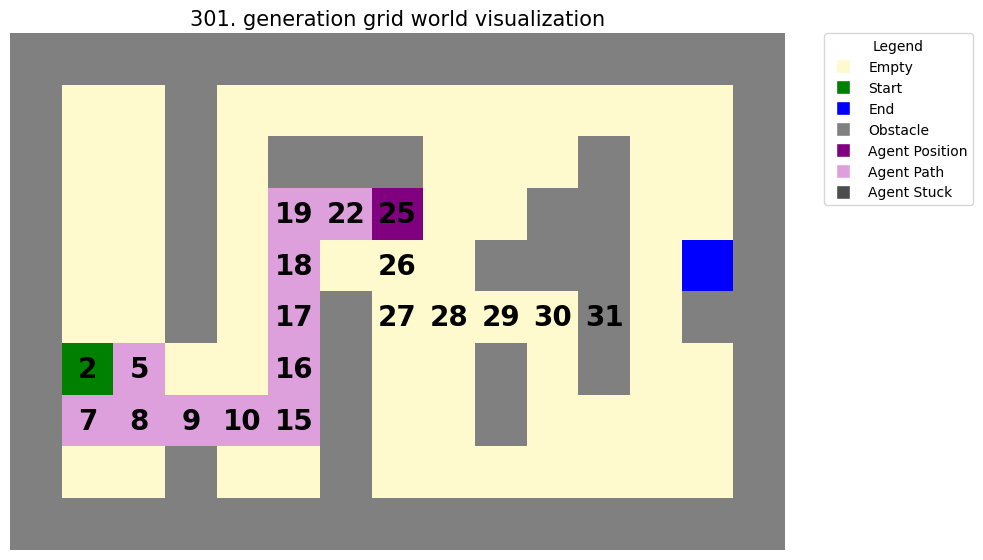 301. generation grid world visualization
Legend
Empty
Start
End
Obstacle
Agent Position
Agent Path
Agent Stuck
19 22 25
18 26
17 27 28 29 30 31
2 5 16
7 8 9 10 15